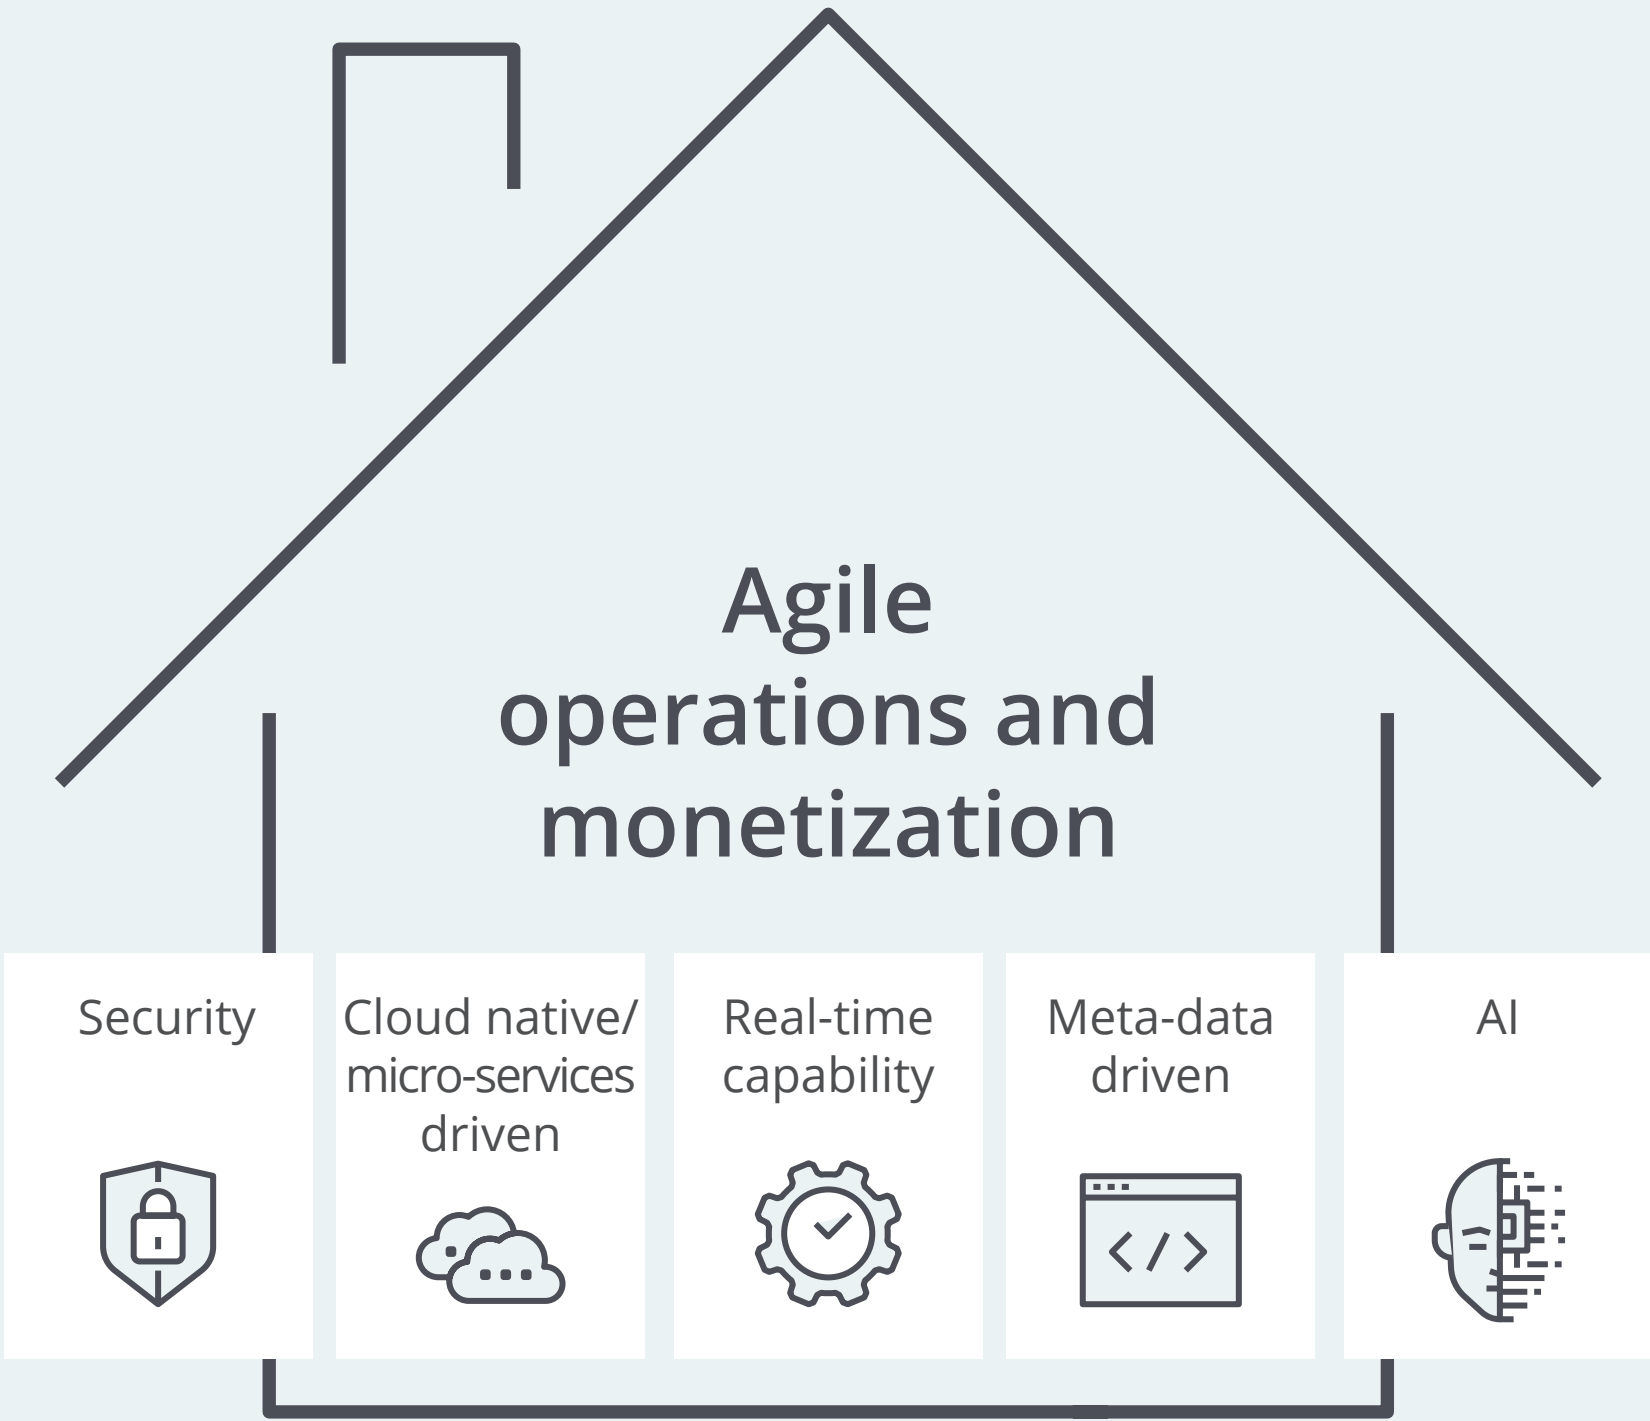 Agile
operations and
monetization
Security
Cloud native/
micro-services
driven
Real-time
capability
Meta-data
driven
AI